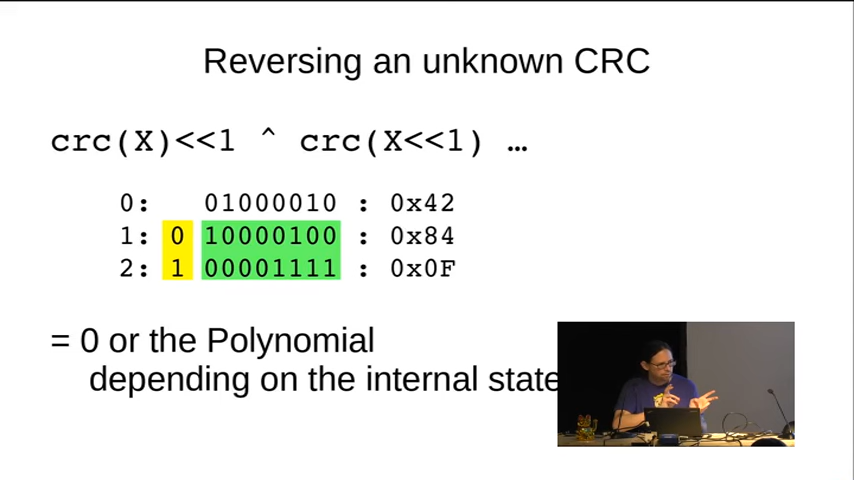 Reversing an unknown CRC
crc(X)<<1 ^ crc(X<<1) …
0: 01000010 : 0x42
1: 0 10000100 : 0x84
2: 1 00001111 : 0x0F
= 0 or the Polynomial
depending on the internal state